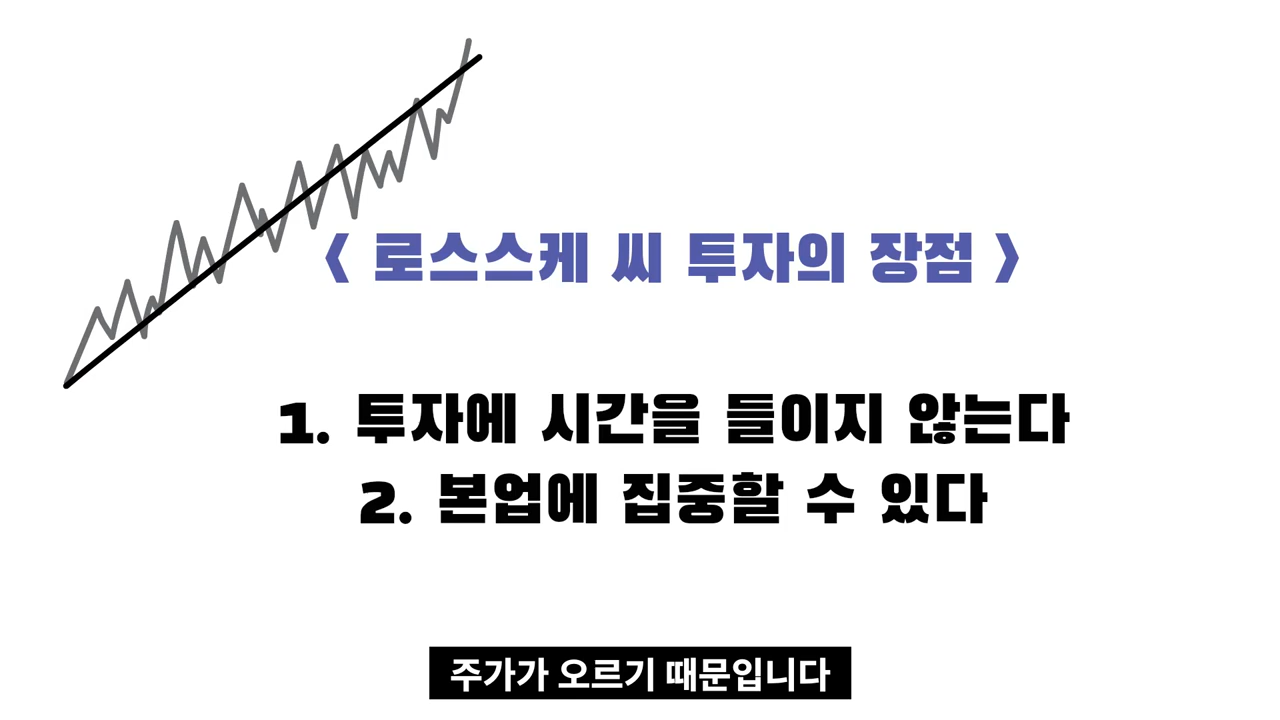 〈 로스스케 씨 투자의 장점 〉
1. 투자에 시간을 들이지 않는다
2. 본업에 집중할 수 있다
주가가 오르기 때문입니다